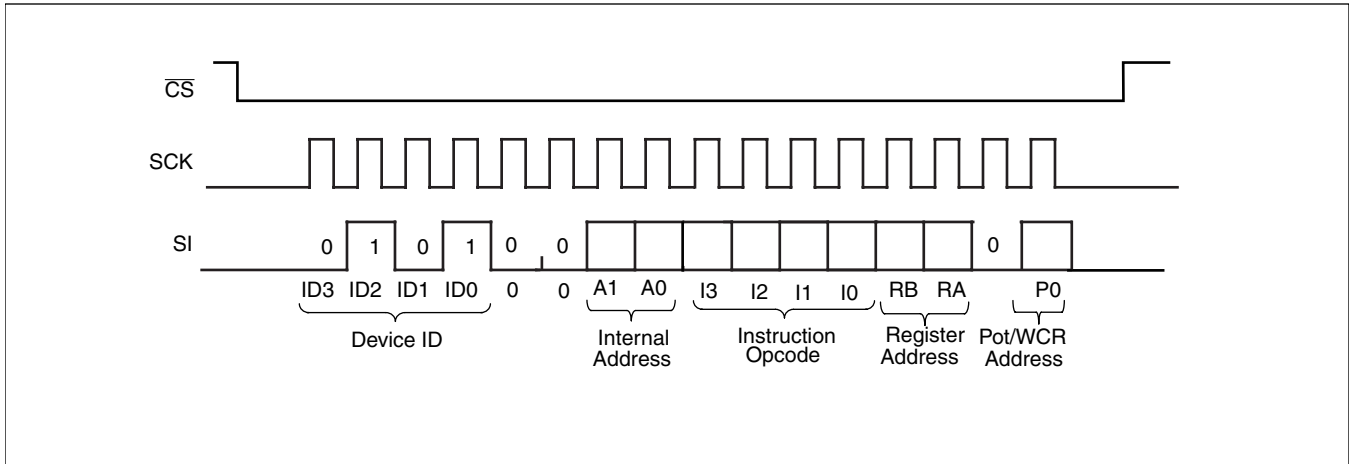 CS
SCK
SI 0 1 0 1 0 0 0
ID3 ID2 ID1 ID0 0 0 A1 A0 I3 I2 I1 I0 RB RA P0
Device ID
Internal
Address
Instruction
Opcode
Register
Address
Pot/WCR
Address